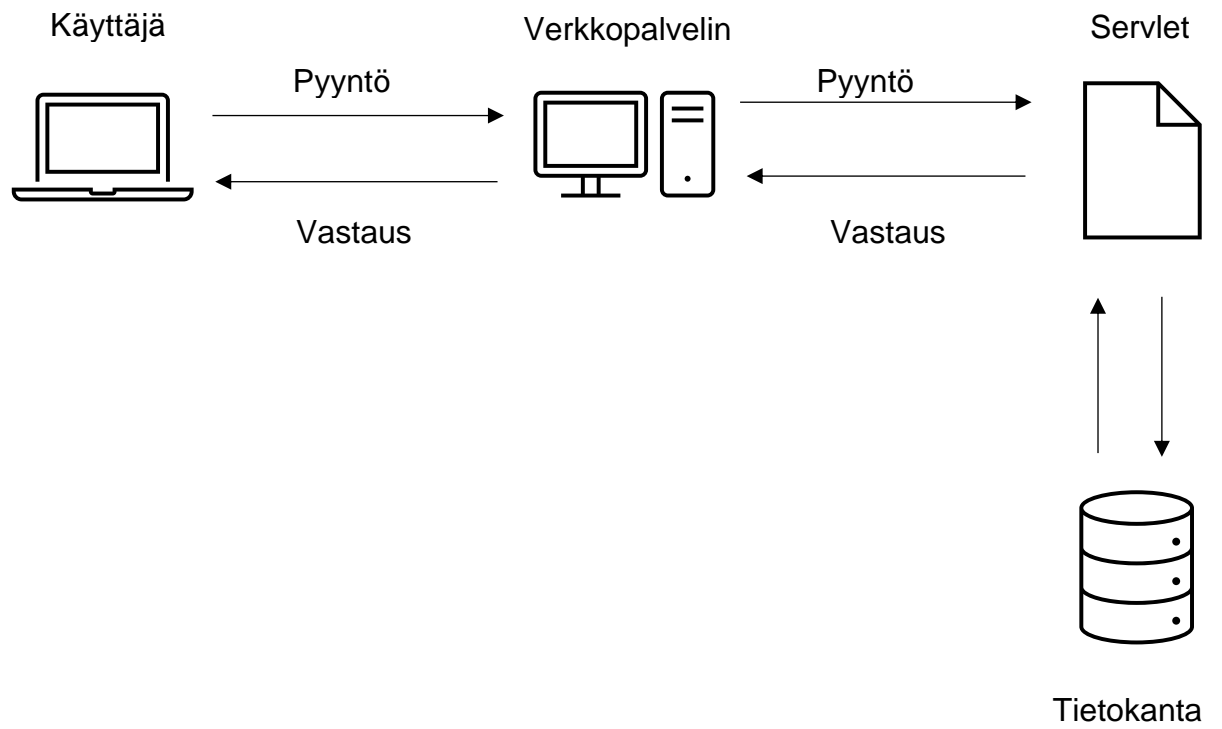 Käyttäjä
Verkkopalvelin
Servlet
Pyyntö
Pyyntö
Vastaus
Vastaus
Tietokanta